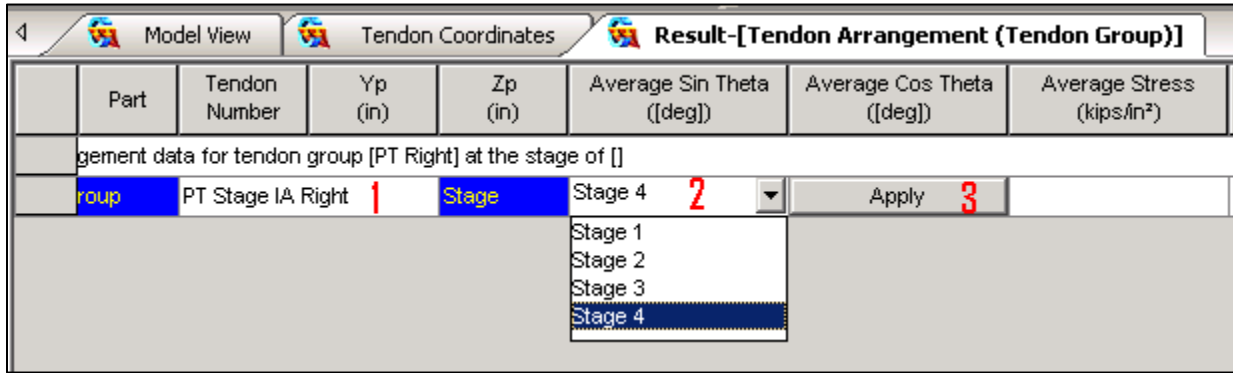 Model View Tendon Coordinates Result-[Tendon Arrangement (Tendon Group)]
Part Tendon Number Yp (in) Zp (in) Average Sin Theta ([deg]) Average Cos Theta ([deg]) Average Stress (kips/in²)
gement data for tendon group [PT Right] at the stage of []
roup PT Stage IA Right 1 Stage Stage 4 2 Apply 3
Stage 1
Stage 2
Stage 3
Stage 4